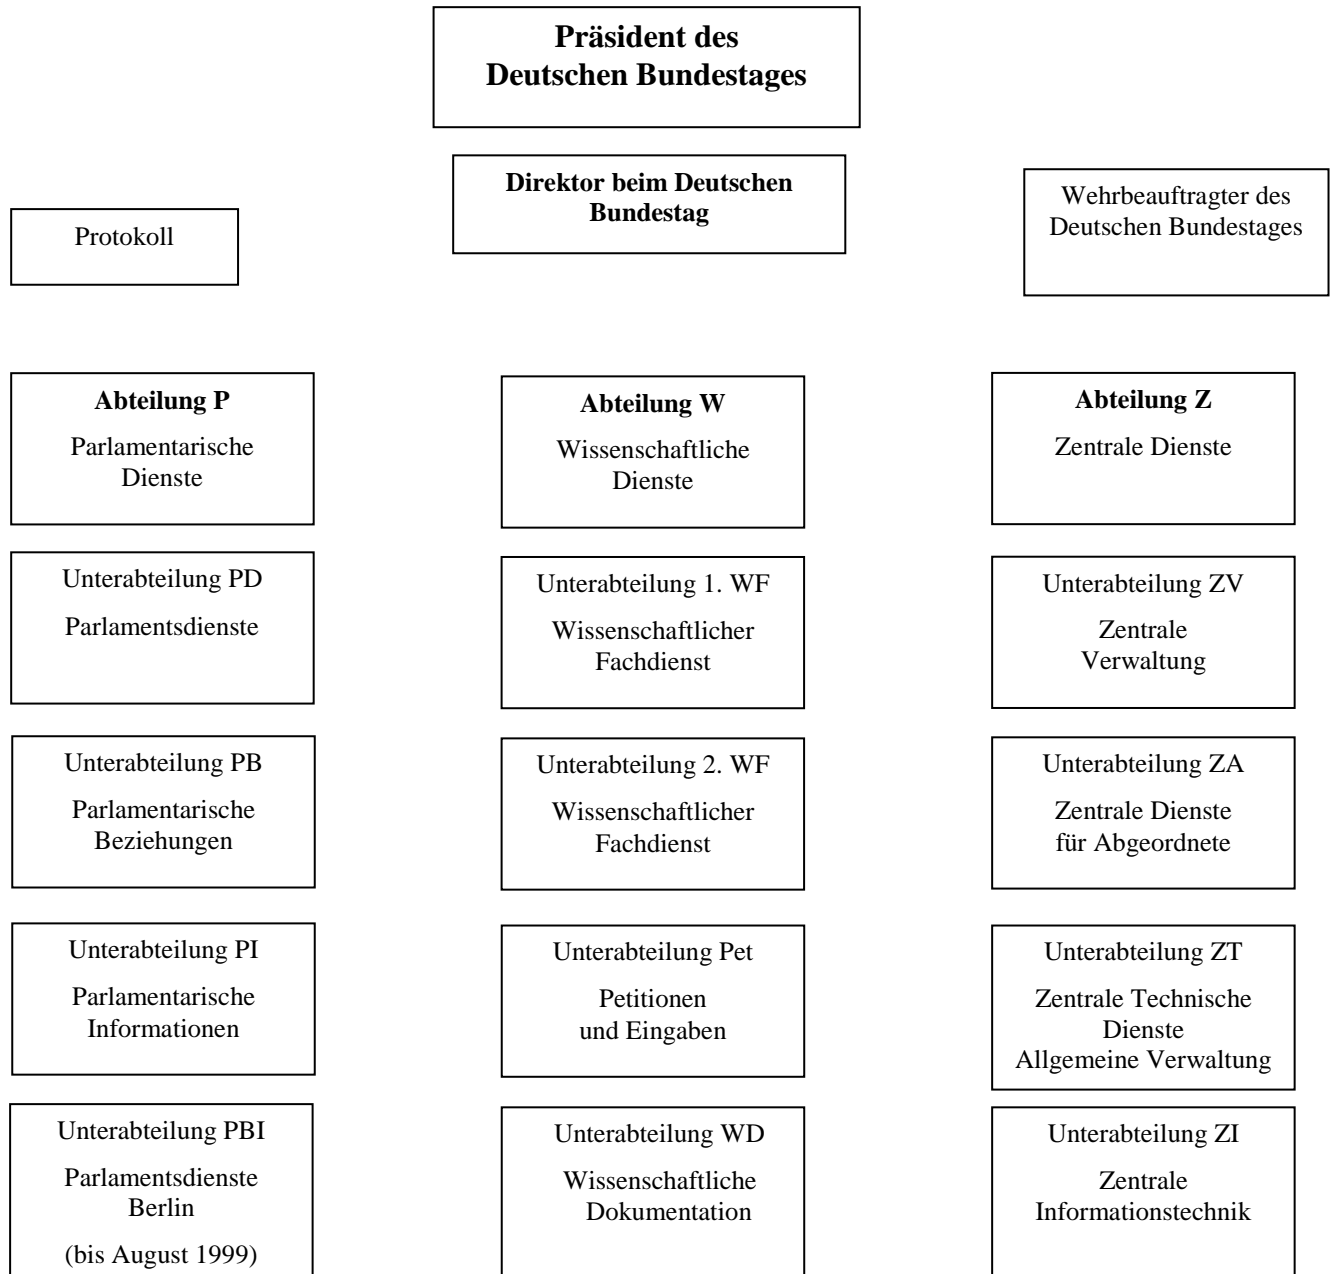 Präsident des
Deutschen Bundestages
Direktor beim Deutschen
Bundestag
Wehrbeauftragter des
Deutschen Bundestages
Protokoll
Abteilung P
Parlamentarische
Dienste
Abteilung W
Wissenschaftliche
Dienste
Abteilung Z
Zentrale Dienste
Unterabteilung PD
Parlamentsdienste
Unterabteilung 1. WF
Wissenschaftlicher
Fachdienst
Unterabteilung ZV
Zentrale
Verwaltung
Unterabteilung PB
Parlamentarische
Beziehungen
Unterabteilung 2. WF
Wissenschaftlicher
Fachdienst
Unterabteilung ZA
Zentrale Dienste
für Abgeordnete
Unterabteilung PI
Parlamentarische
Informationen
Unterabteilung Pet
Petitionen
und Eingaben
Unterabteilung ZT
Zentrale Technische
Dienste
Allgemeine Verwaltung
Unterabteilung PBI
Parlamentsdienste
Berlin
(bis August 1999)
Unterabteilung WD
Wissenschaftliche
Dokumentation
Unterabteilung ZI
Zentrale
Informationstechnik